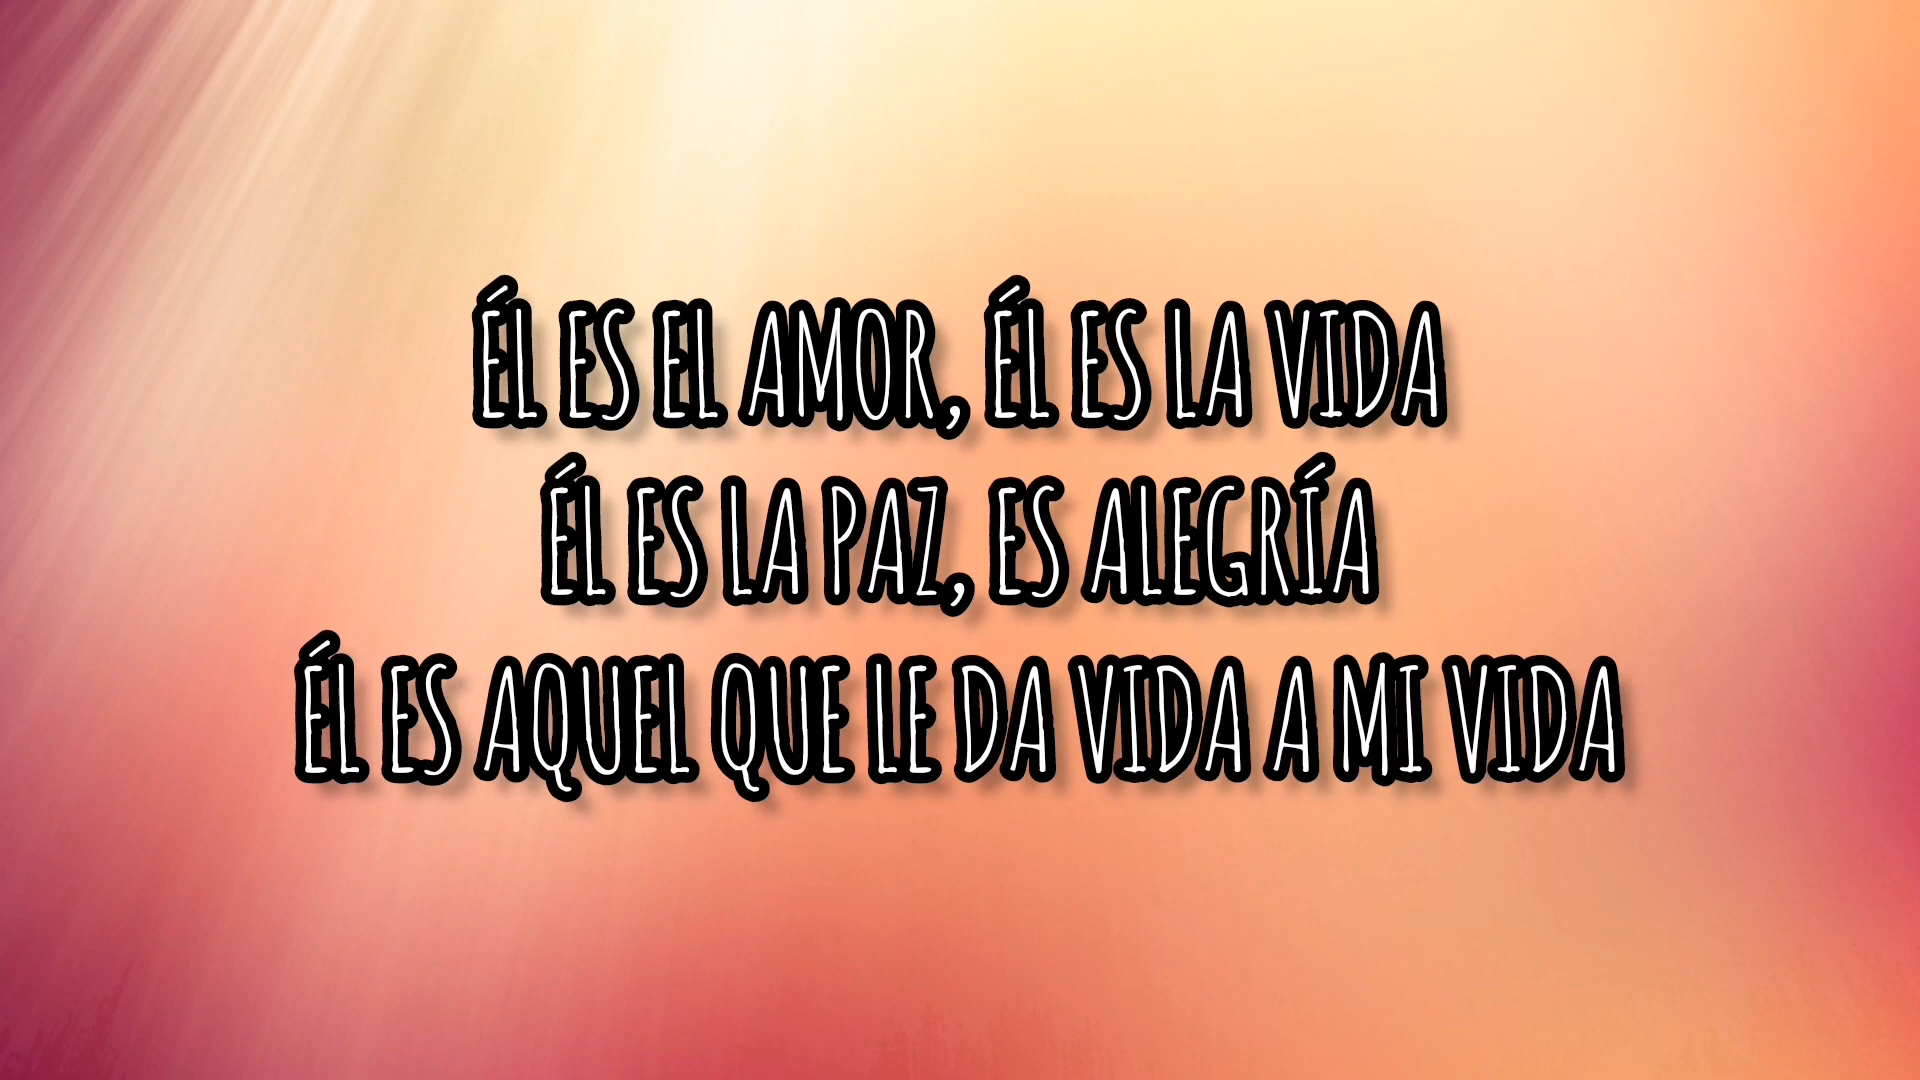 ÉL ES EL AMOR, ÉL ES LA VIDA
ÉL ES LA PAZ, ES ALEGRÍA
ÉL ES AQUEL QUE LE DA VIDA A MI VIDA